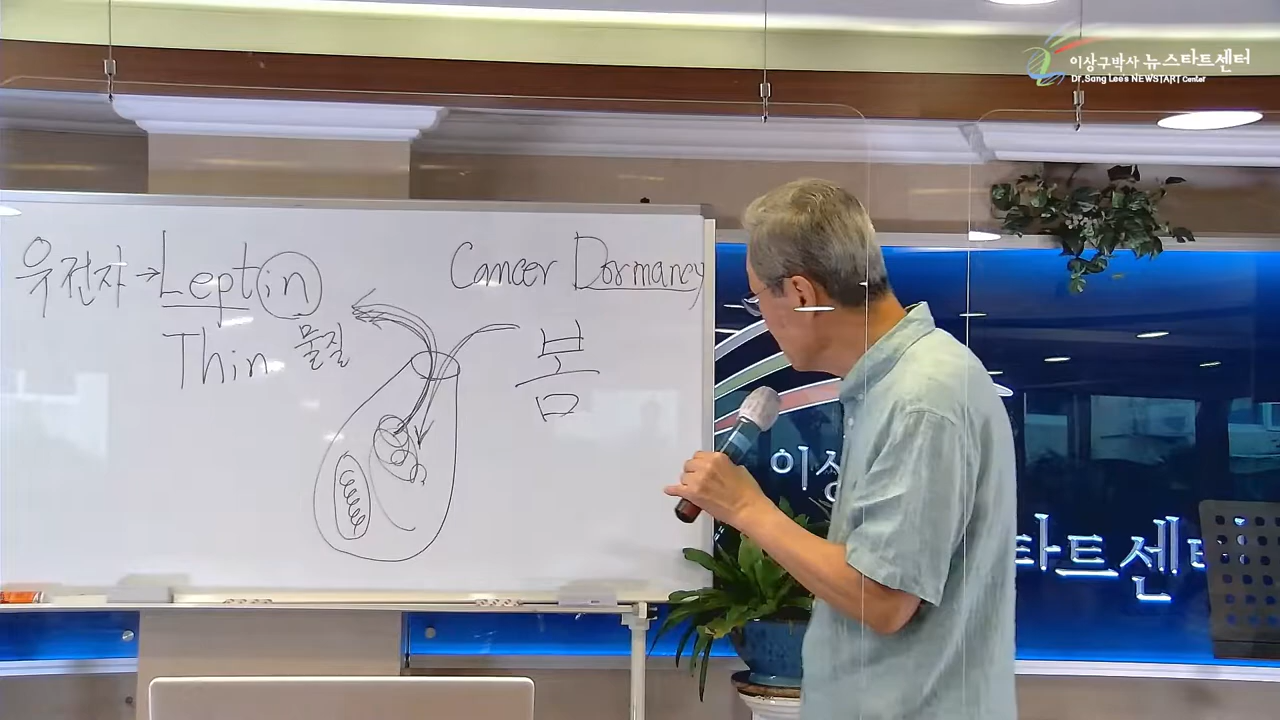 이상구박사 뉴스타트센터
Dr. Sang Lee's NEWSTART Center
유전자→Leptin
Thin 물질
Cancer Dormancy
봄
이상
타트센터